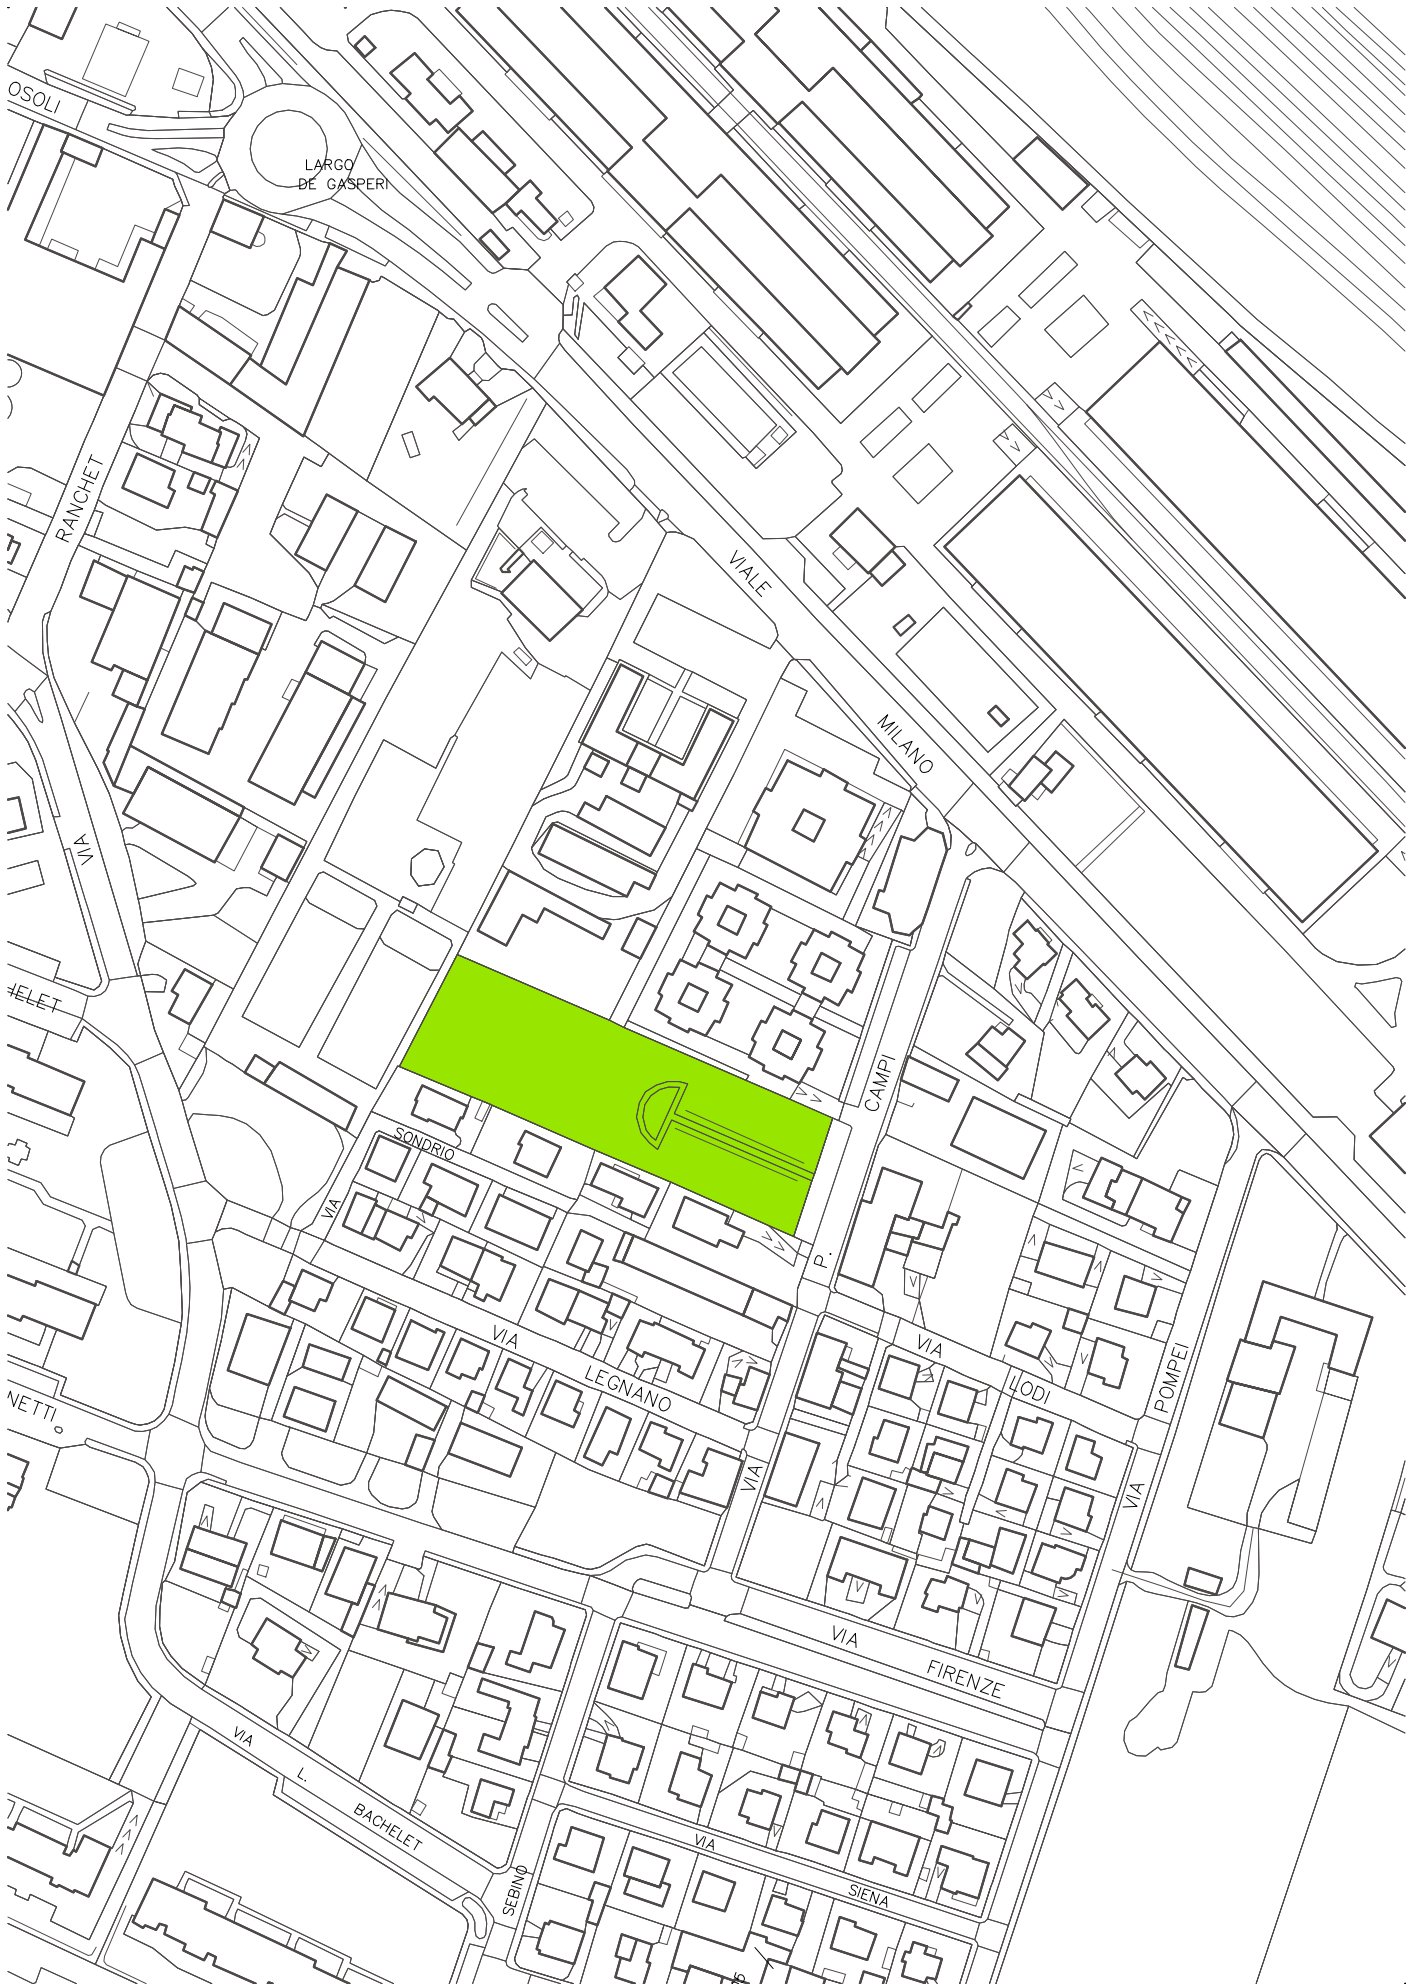 OSOLI
LARGO
DE GASPERI
RANCHET
VIALE
MILANO
VIA
HELET
CAMPI
SONDRIO
VIA
P.
VIA
LEGNANO
VIA
LODI
POMPEI
NETTI
VIA
VIA
VIA
FIRENZE
VIA
L.
BACHELET
VIA
SIENA
SEBINO